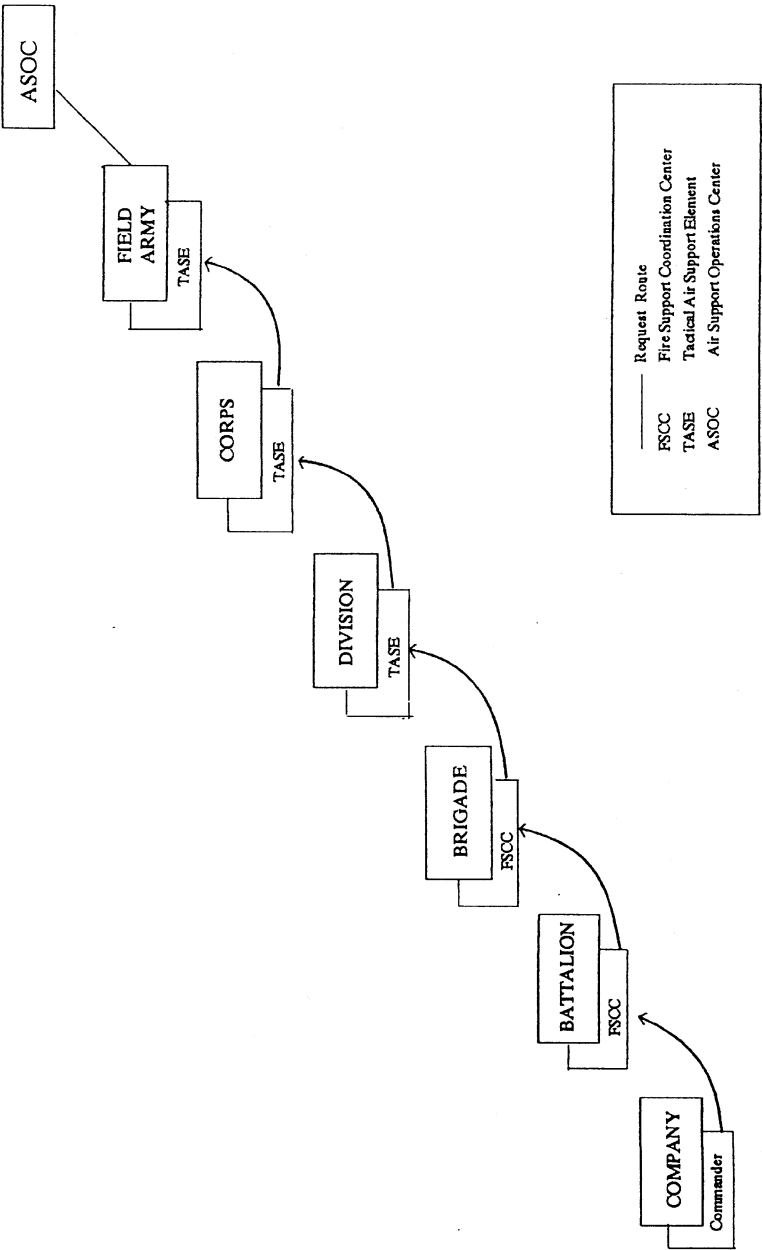 ASOC
FIELD
ARMY
TASE
CORPS
TASE
DIVISION
TASE
BRIGADE
FSCC
BATTALION
FSCC
COMPANY
Commander
Request Route
FSCC Fire Support Coordination Center
TASE Tactical Air Support Element
ASOC Air Support Operations Center